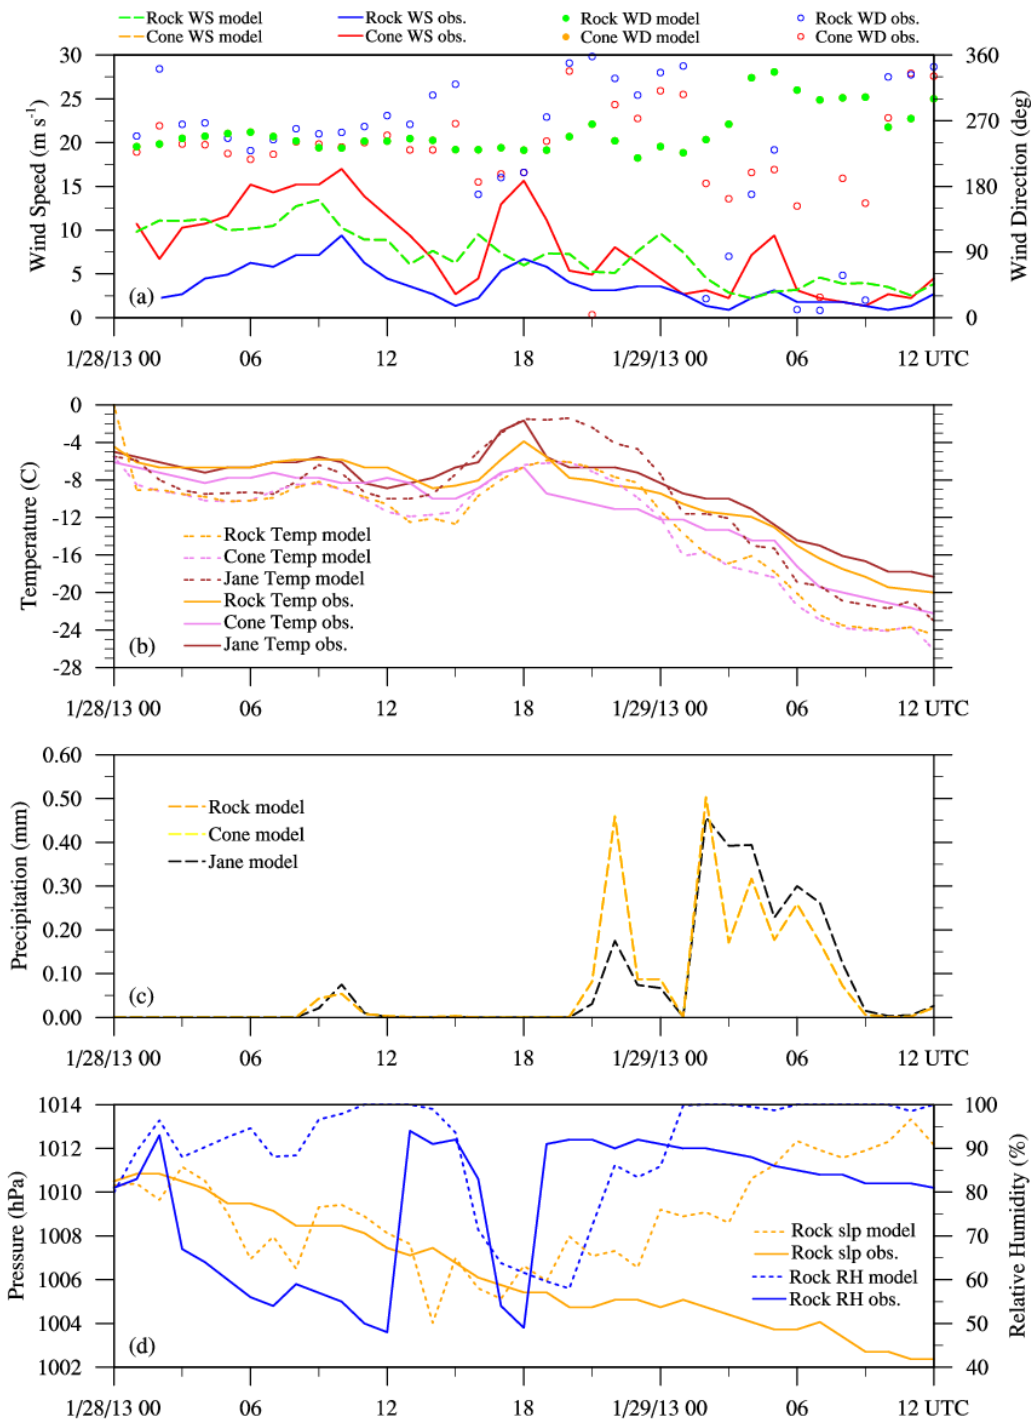 Rock WS model Rock WS obs. Rock WD model Rock WD obs.
Cone WS model Cone WS obs. Cone WD model Cone WD obs.
30 360
25
20 270
15 180
10 90
5
0 0
Wind Speed (m s⁻¹)
Wind Direction (deg)
(a)
1/28/13 00 06 12 18 1/29/13 00 06 12 UTC
0
-4
-8
-12
-16
-20
-24
-28
Temperature (C)
Rock Temp model
Cone Temp model
Jane Temp model
Rock Temp obs.
Cone Temp obs.
Jane Temp obs.
(b)
1/28/13 00 06 12 18 1/29/13 00 06 12 UTC
0.60
0.50
0.40
0.30
0.20
0.10
0.00
Precipitation (mm)
Rock model
Cone model
Jane model
(c)
1/28/13 00 06 12 18 1/29/13 00 06 12 UTC
1014 100
1012 90
1010 80
1008 70
1006 60
1004 50
1002 40
Pressure (hPa)
Relative Humidity (%)
Rock slp model
Rock slp obs.
Rock RH model
Rock RH obs.
(d)
1/28/13 00 06 12 18 1/29/13 00 06 12 UTC